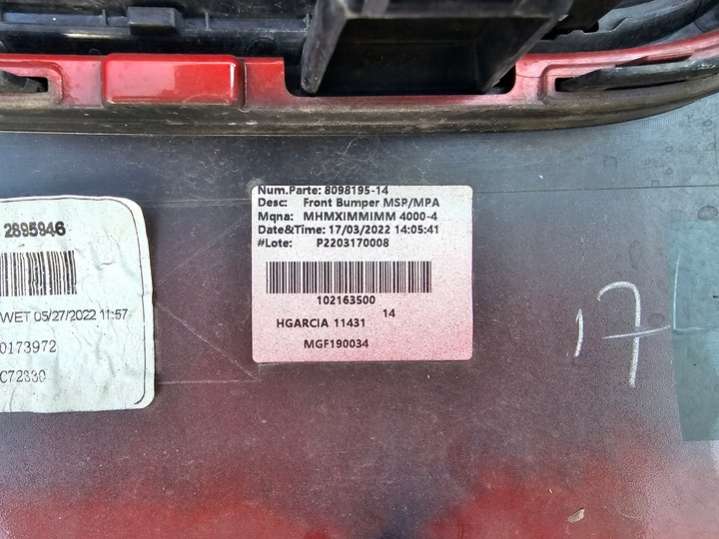 Num.Parte: 8098195-14
Desc: Front Bumper MSP/MPA
Mqna: MHMXIMMIMM 4000-4
Date&Time: 17/03/2022 14:05:41
#Lote: P2203170008
102163500
14
HGARCIA 11431
MGF190034
2895946
WET 05/27/2022 11:57
0173972
C72330
17